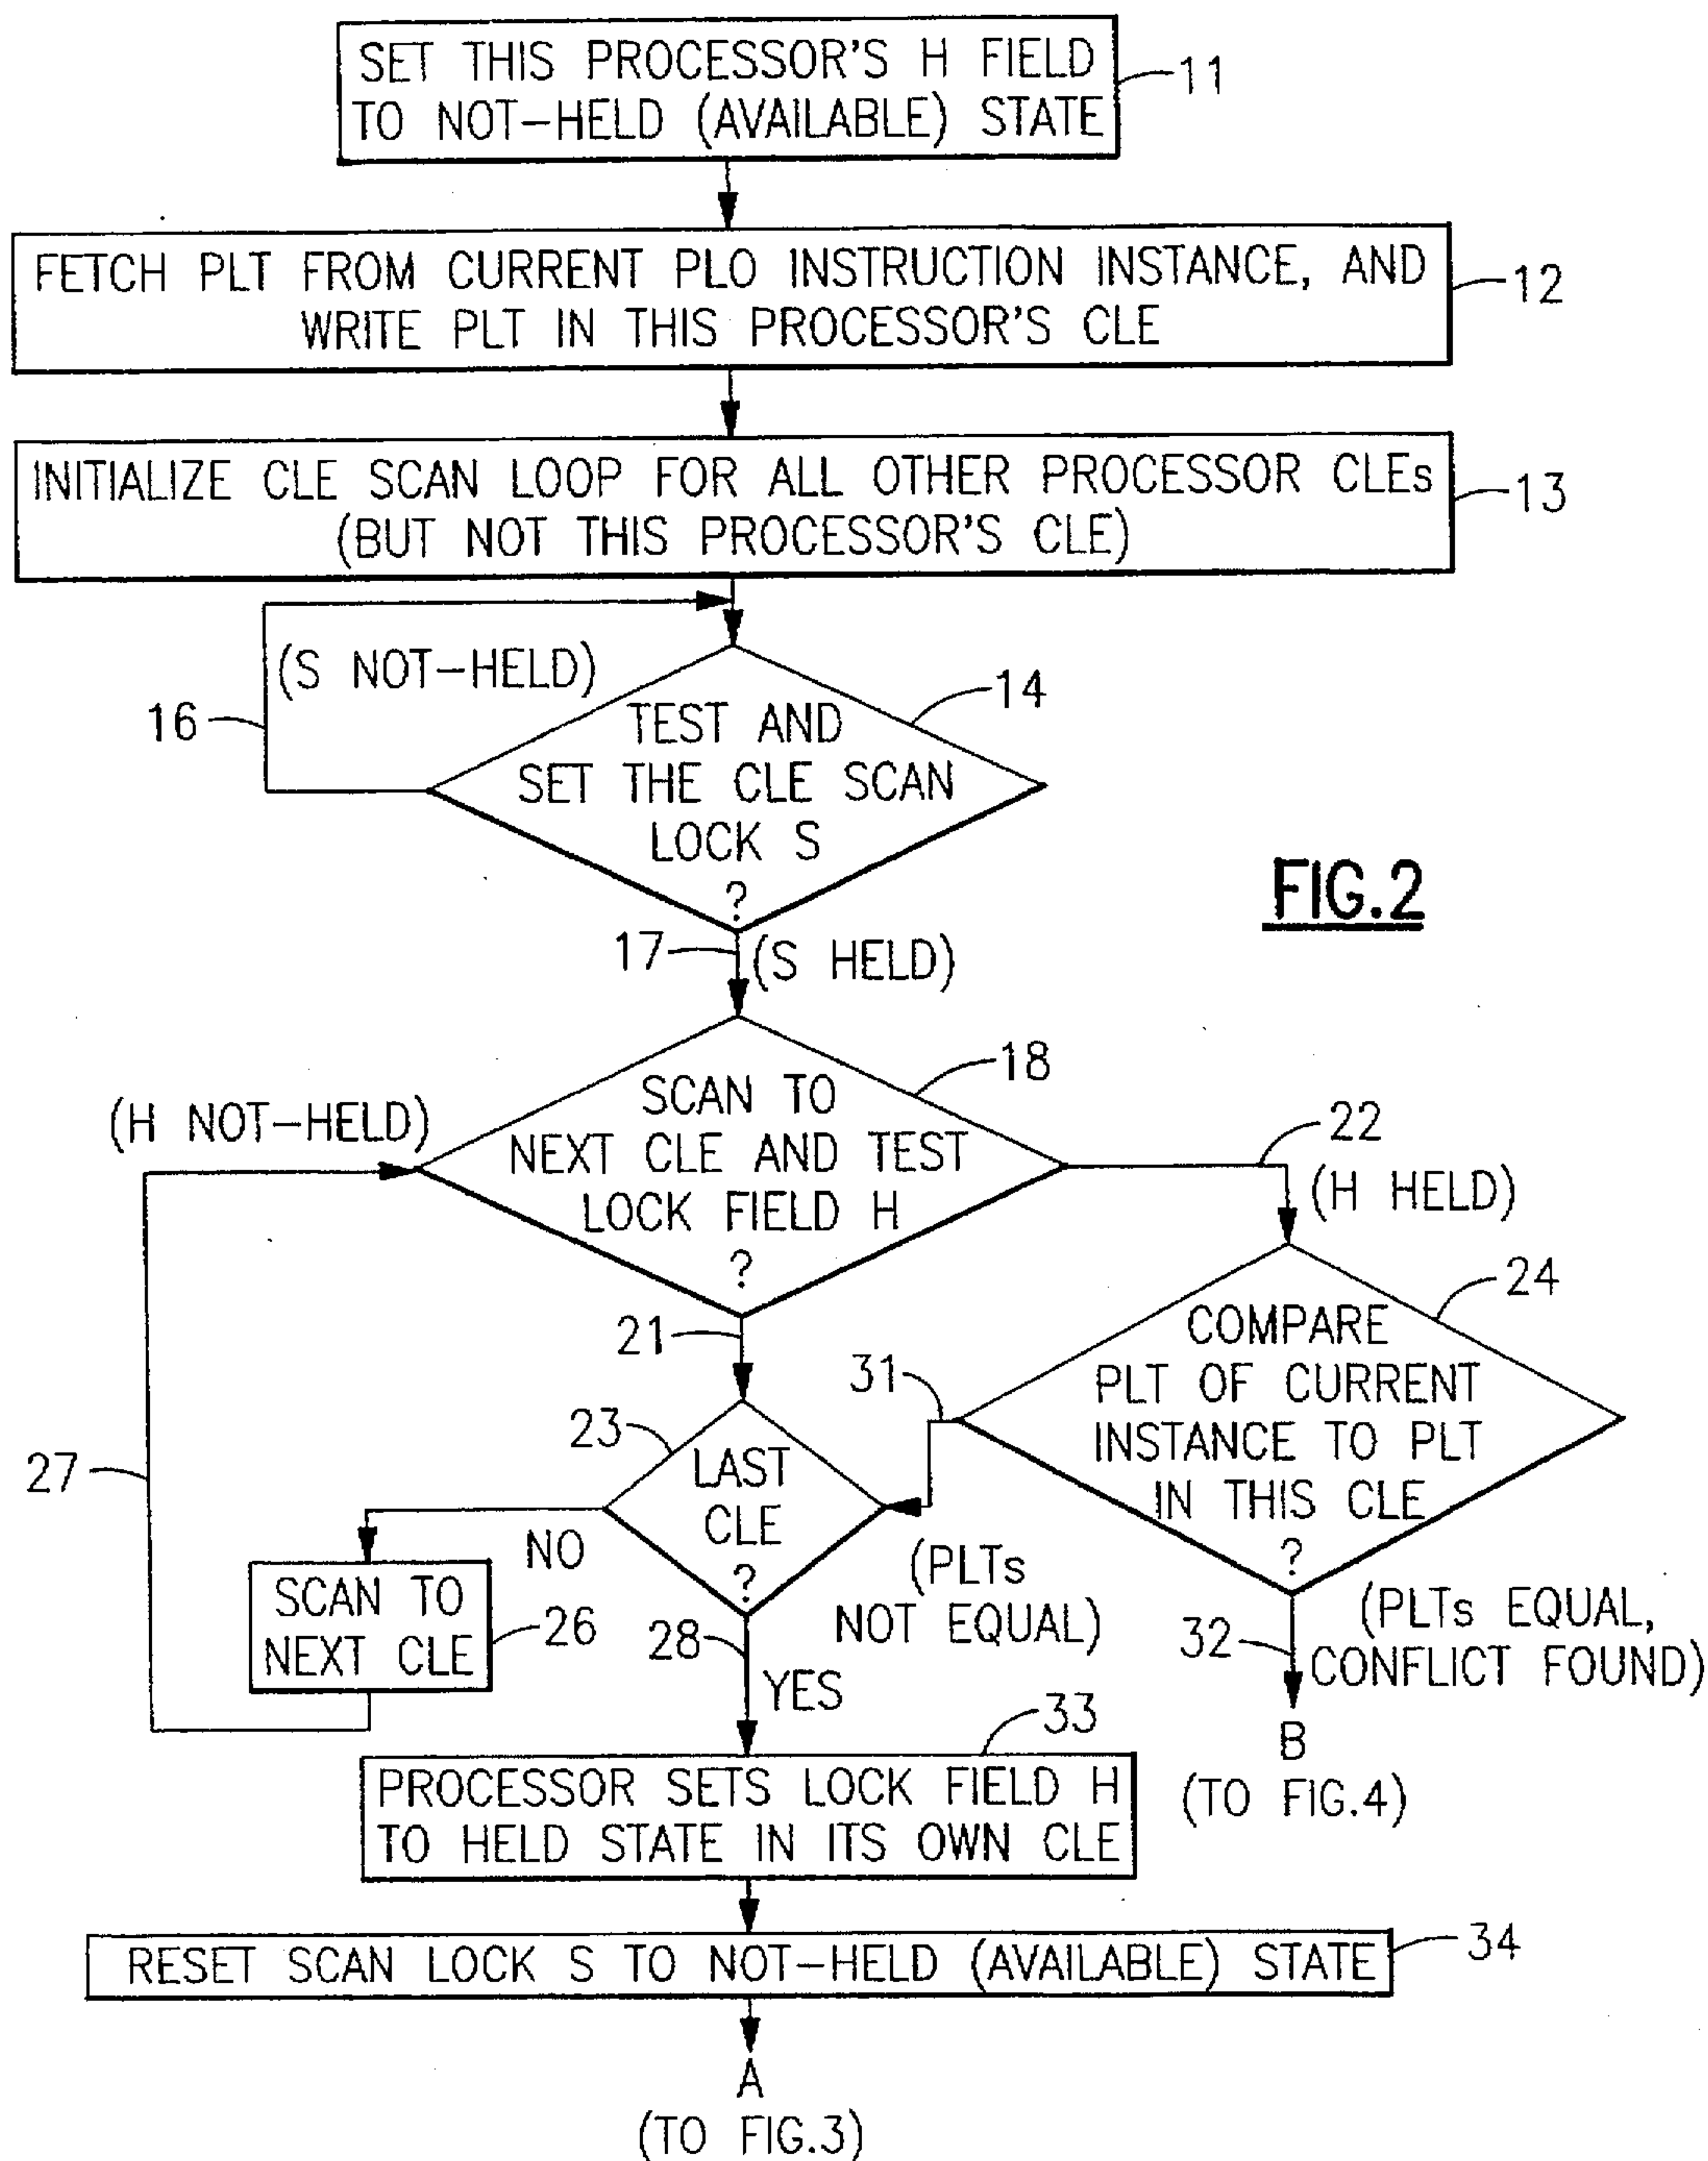 SET THIS PROCESSOR'S H FIELD
TO NOT-HELD (AVAILABLE) STATE
11
FETCH PLT FROM CURRENT PLO INSTRUCTION INSTANCE, AND
WRITE PLT IN THIS PROCESSOR'S CLE
12
INITIALIZE CLE SCAN LOOP FOR ALL OTHER PROCESSOR CLEs
(BUT NOT THIS PROCESSOR'S CLE)
13
(S NOT-HELD)
16
14
TEST AND
SET THE CLE SCAN
LOCK S
?
FIG.2
17
(S HELD)
18
SCAN TO
NEXT CLE AND TEST
LOCK FIELD H
?
(H NOT-HELD)
22
(H HELD)
21
24
COMPARE
PLT OF CURRENT
INSTANCE TO PLT
IN THIS CLE
?
31
23
LAST
CLE
?
27
NO
SCAN TO
NEXT CLE
26
(PLTs
NOT EQUAL)
28
YES
32
(PLTs EQUAL,
CONFLICT FOUND)
B
(TO FIG.4)
33
PROCESSOR SETS LOCK FIELD H
TO HELD STATE IN ITS OWN CLE
34
RESET SCAN LOCK S TO NOT-HELD (AVAILABLE) STATE
A
(TO FIG.3)